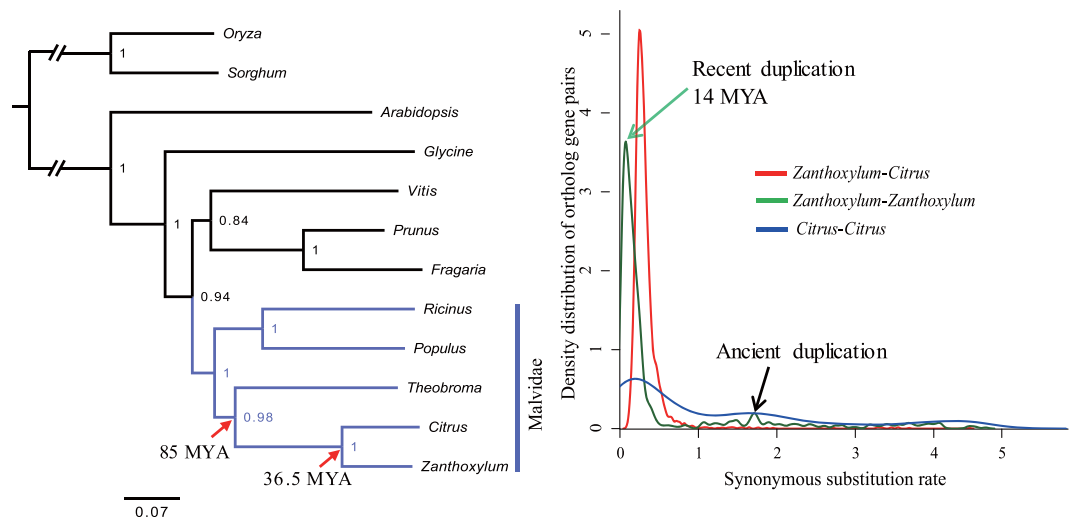 Oryza
1
Sorghum
Arabidopsis
1
Glycine
1
Vitis
0.84
Prunus
1
Fragaria
0.94
Ricinus
1
Populus
1
Theobroma
0.98
Citrus
1
Zanthoxylum
85 MYA
36.5 MYA
0.07
Malvidae
Density distribution of ortholog gene pairs
5
4
3
2
1
0
Recent duplication
14 MYA
Zanthoxylum-Citrus
Zanthoxylum-Zanthoxylum
Citrus-Citrus
Ancient duplication
0 1 2 3 4 5
Synonymous substitution rate